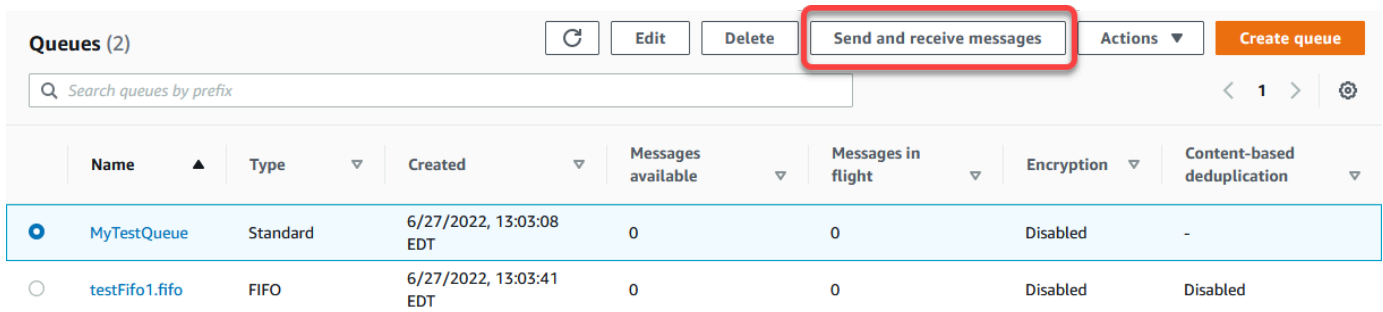 Queues (2)
Edit
Delete
Send and receive messages
Actions
Create queue
Search queues by prefix
1
Name
Type
Created
Messages
available
Messages in
flight
Encryption
Content-based
deduplication
MyTestQueue
Standard
6/27/2022, 13:03:08
EDT
0
0
Disabled
-
testFifo1.fifo
FIFO
6/27/2022, 13:03:41
EDT
0
0
Disabled
Disabled